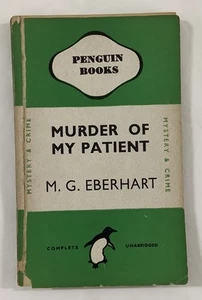 PENGUIN
BOOKS
MYSTERY & CRIME
MURDER OF
MY PATIENT
M. G. EBERHART
MYSTERY & CRIME
COMPLETE UNABRIDGED